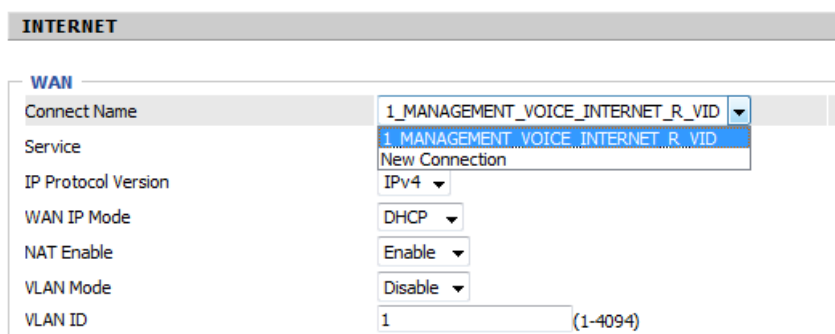 INTERNET
WAN
Connect Name 1_MANAGEMENT_VOICE_INTERNET_R_VID
Service 1_MANAGEMENT_VOICE_INTERNET_R_VID
New Connection
IP Protocol Version IPv4
WAN IP Mode DHCP
NAT Enable Enable
VLAN Mode Disable
VLAN ID 1 (1-4094)